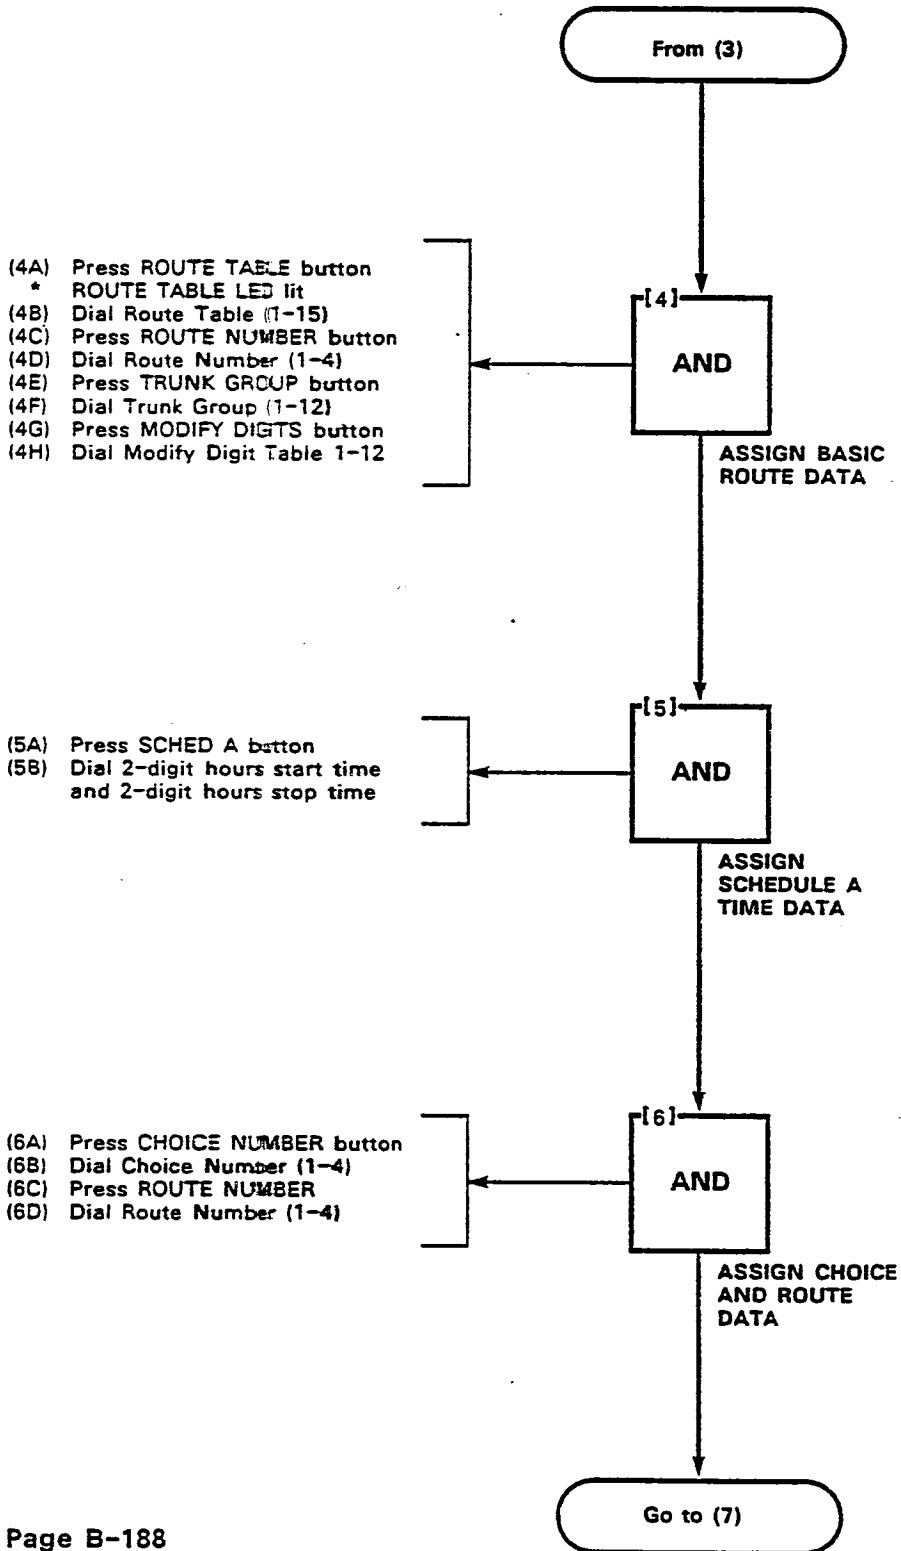 From (3)
(4A) Press ROUTE TABLE button
* ROUTE TABLE LED lit
(4B) Dial Route Table (1-15)
(4C) Press ROUTE NUMBER button
(4D) Dial Route Number (1-4)
(4E) Press TRUNK GROUP button
(4F) Dial Trunk Group (1-12)
(4G) Press MODIFY DIGITS button
(4H) Dial Modify Digit Table 1-12
[4]
AND
ASSIGN BASIC
ROUTE DATA
(5A) Press SCHED A button
(5B) Dial 2-digit hours start time
and 2-digit hours stop time
[5]
AND
ASSIGN
SCHEDULE A
TIME DATA
(6A) Press CHOICE NUMBER button
(6B) Dial Choice Number (1-4)
(6C) Press ROUTE NUMBER
(6D) Dial Route Number (1-4)
[6]
AND
ASSIGN CHOICE
AND ROUTE
DATA
Go to (7)
Page B-188